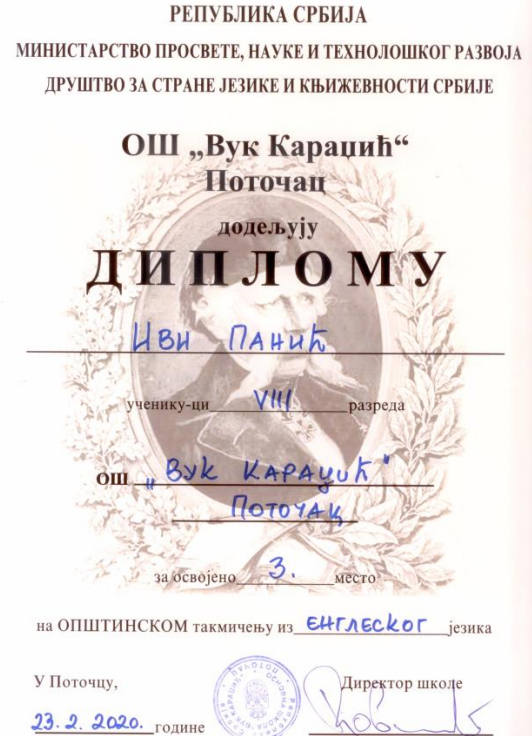 РЕПУБЛИКА СРБИЈА
МИНИСТАРСТВО ПРОСВЕТЕ, НАУКЕ И ТЕХНОЛОШКОГ РАЗВОЈА
ДРУШТВО ЗА СТРАНЕ ЈЕЗИКЕ И КЊИЖЕВНОСТИ СРБИЈЕ
ОШ „Вук Караџић“
Поточац
додељују
ДИПЛОМУ
ИВИ ПАНИЋ
ученику-ци VIII разреда
ОШ „ ВУК КАРАЏИЋ "
ПОТОЧАЦ
за освојено 3. место
на ОПШТИНСКОМ такмичењу из ЕНГЛЕСКОГ језика
У Поточцу,
Директор школе
23. 2. 2020. године